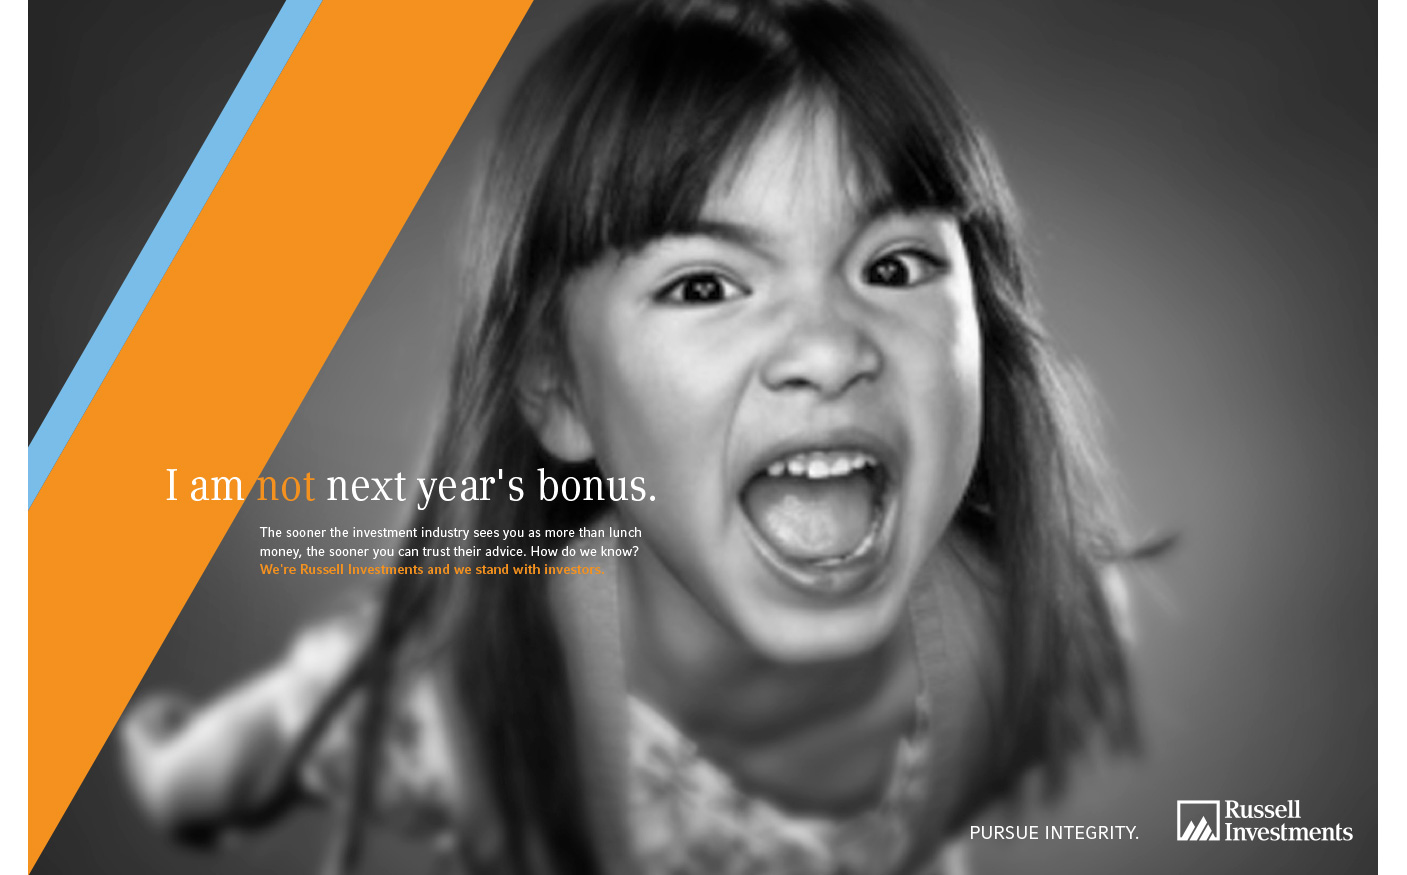 I am not next year's bonus.
The sooner the investment industry sees you as more than lunch
money, the sooner you can trust their advice. How do we know?
We're Russell Investments and we stand with investors.
PURSUE INTEGRITY.
Russell
Investments